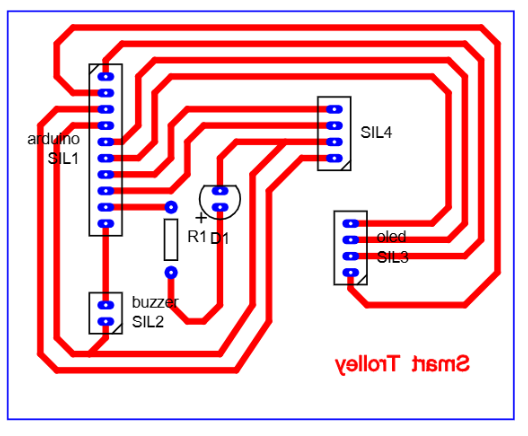 arduino
SIL1
SIL4
+
R1
D1
oled
SIL3
buzzer
SIL2
Smart Trolley